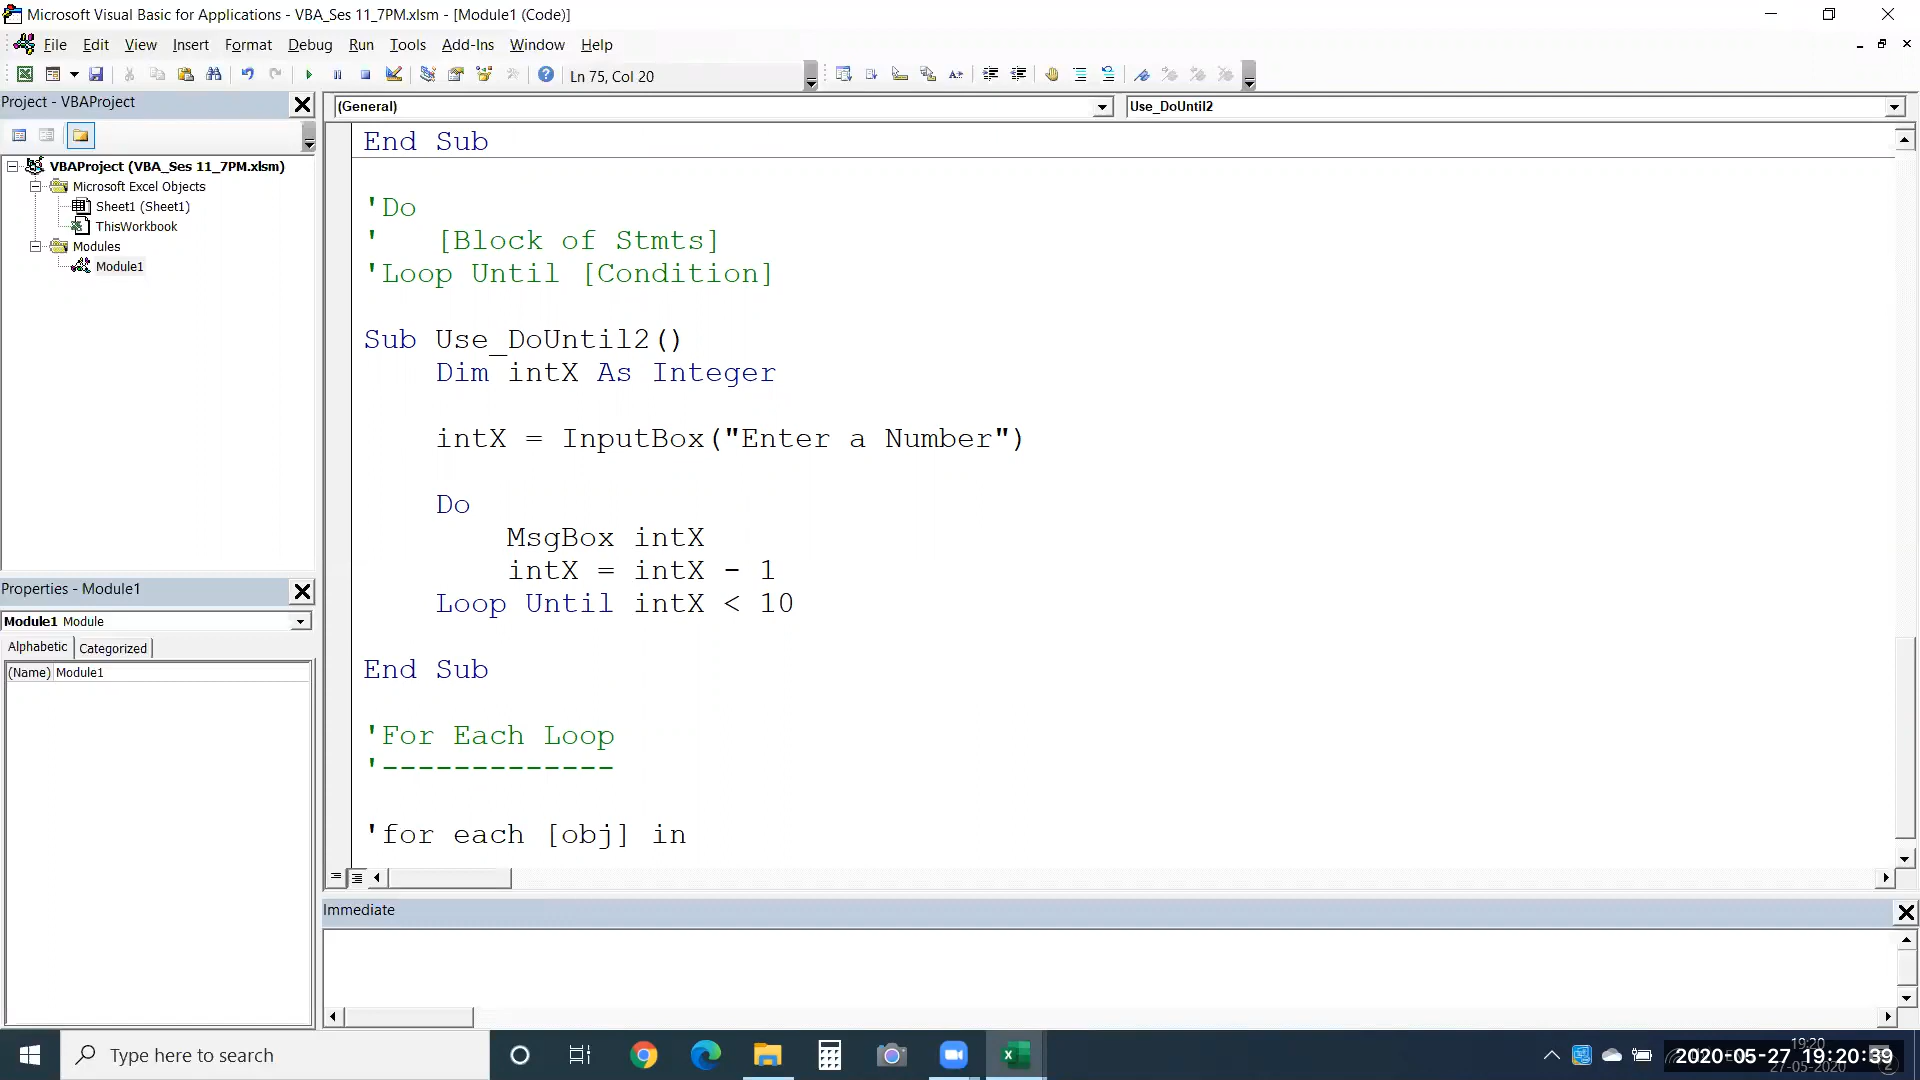 Microsoft Visual Basic for Applications - VBA_Ses 11_7PM.xlsm - [Module1 (Code)]
File Edit View Insert Format Debug Run Tools Add-Ins Window Help
Ln 75, Col 20
Project - VBAProject
(General)
Use_DoUntil2
VBAProject (VBA_Ses 11_7PM.xlsm)
Microsoft Excel Objects
Sheet1 (Sheet1)
ThisWorkbook
Modules
Module1
Properties - Module1
Module1 Module
Alphabetic Categorized
(Name) Module1
End Sub
'Do
'   [Block of Stmts]
'Loop Until [Condition]
Sub Use_DoUntil2()
Dim intX As Integer
intX = InputBox("Enter a Number")
Do
MsgBox intX
intX = intX - 1
Loop Until intX < 10
End Sub
'For Each Loop
'-------------
'for each [obj] in
Immediate
Type here to search
19:20
27-05-2020
2020-05-27 19:20:39